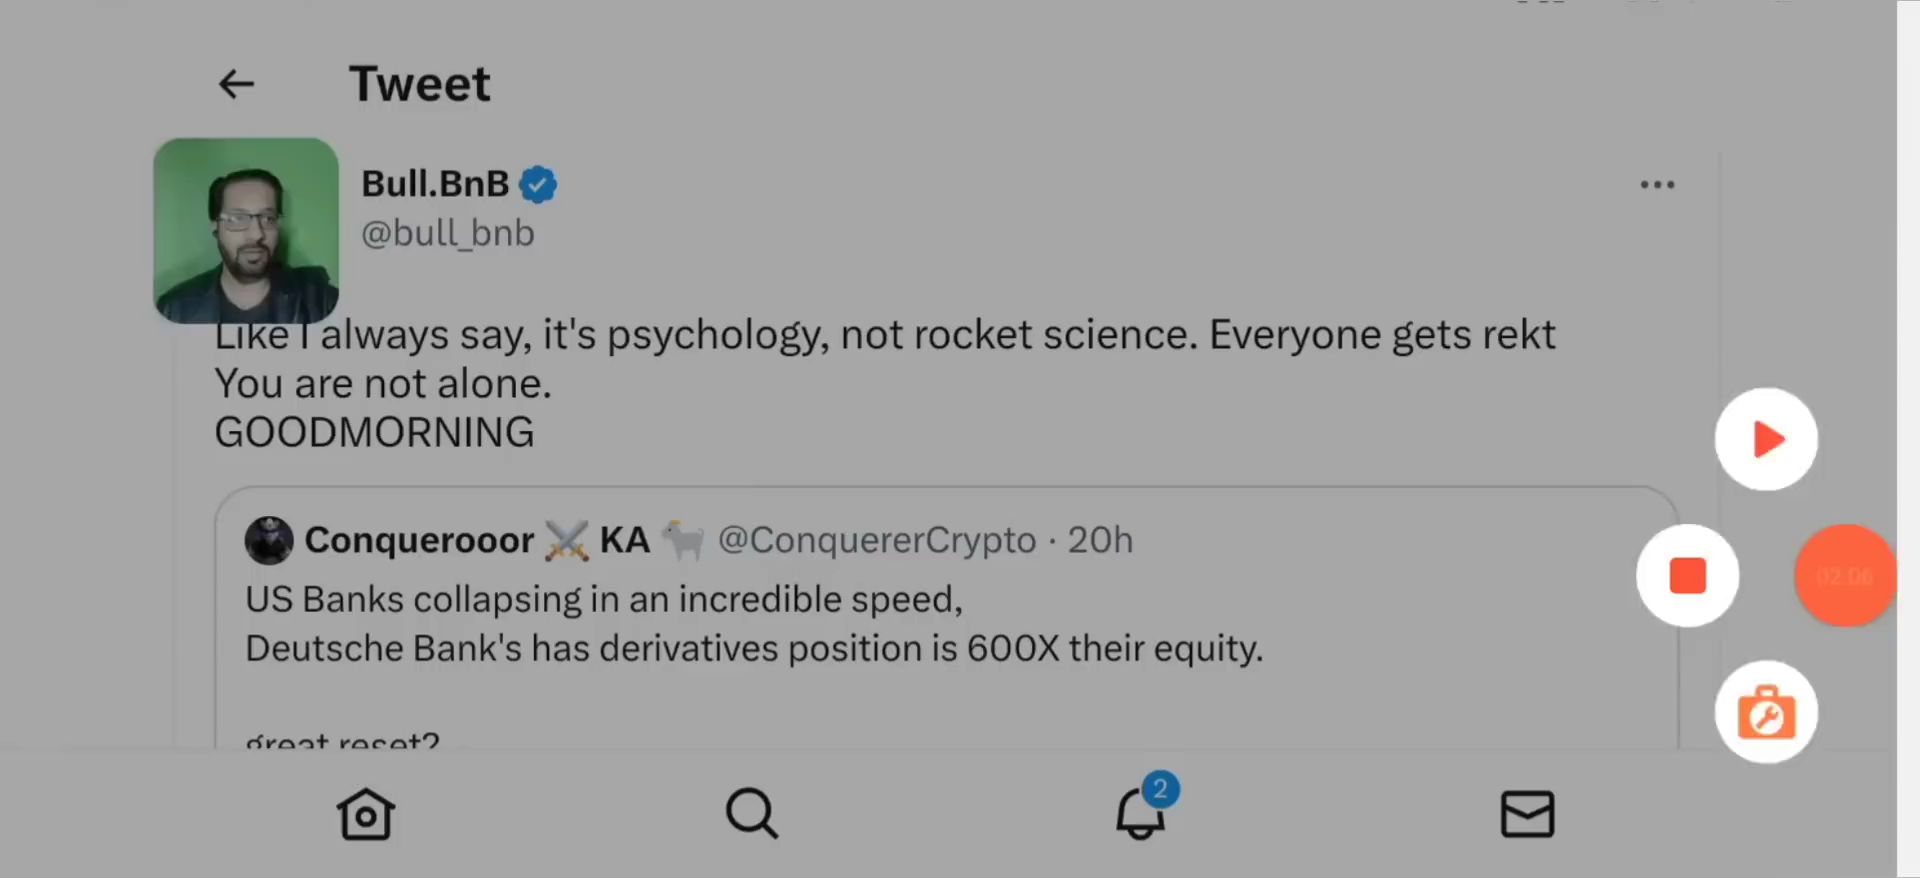 Tweet
Bull.BnB
@bull_bnb
Like I always say, it's psychology, not rocket science. Everyone gets rekt
You are not alone.
GOODMORNING
Conquerooor ⚔️ KA 🐐 @ConquererCrypto · 20h
US Banks collapsing in an incredible speed,
Deutsche Bank's has derivatives position is 600X their equity.
great reset?
02:06
2